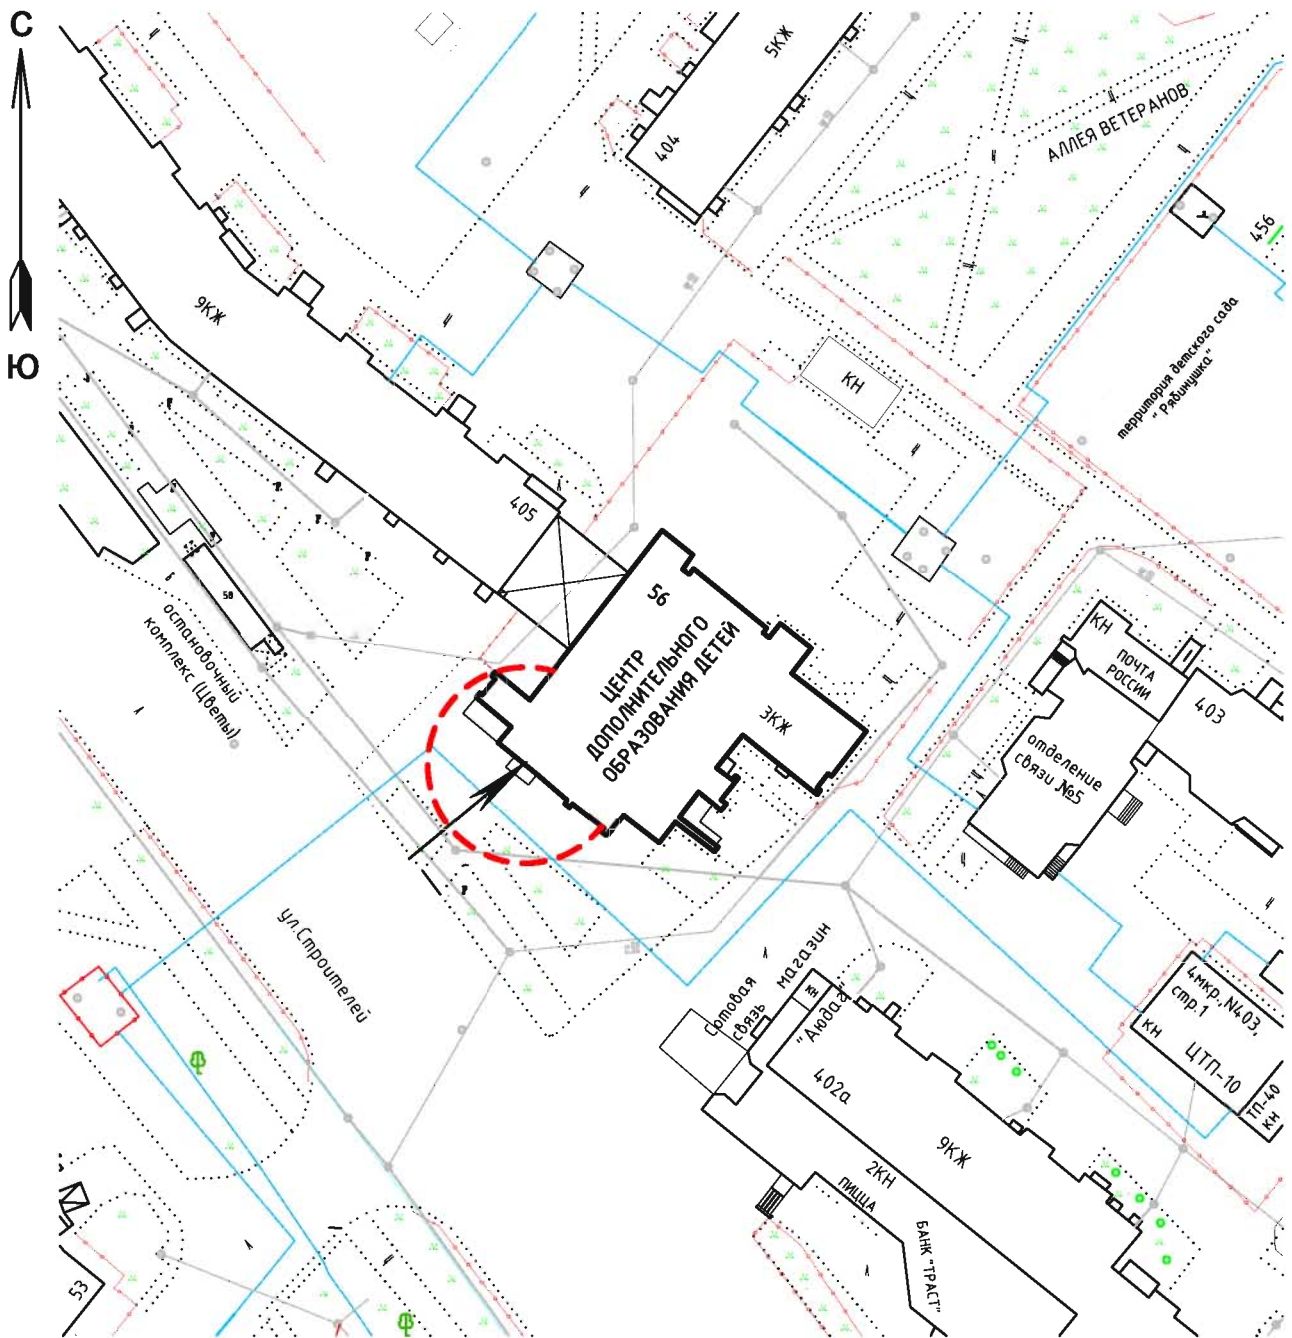 С
Ю
5КЖ
404
АЛЛЕЯ ВЕТЕРАНОВ
456
9КЖ
территория детского сада
"Рябинушка"
КН
405
56
ЦЕНТР
ДОПОЛНИТЕЛЬНОГО
ОБРАЗОВАНИЯ ДЕТЕЙ
3КЖ
58
остановочный
комплекс (Цветы)
КН
ПОЧТА
РОССИИ
403
отделение
связи №5
ул.Строителей
магазин
"Аюдаг"
сотовая
связь
кн
402а
9КЖ
2КН
ПИЦЦА
БАНК "ТРАСТ"
4мкр.,N403,
стр.1
КН
ЦТП-10
ТП-40
КН
53